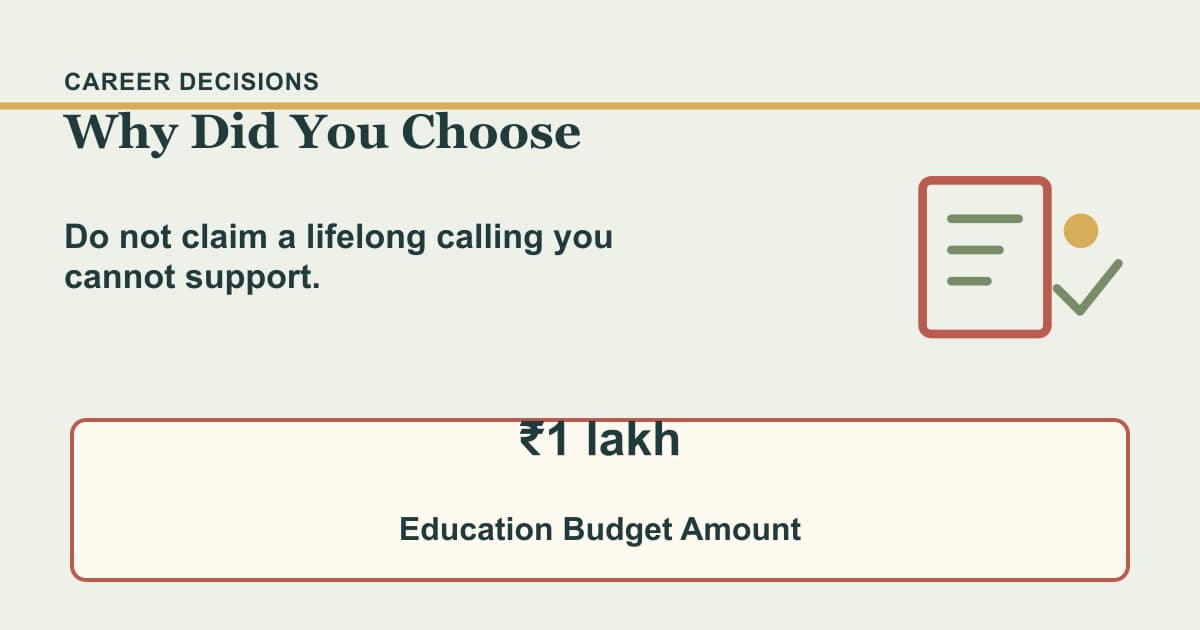 CAREER DECISIONS
Why Did You Choose
Do not claim a lifelong calling you
cannot support.
₹1 lakh
Education Budget Amount